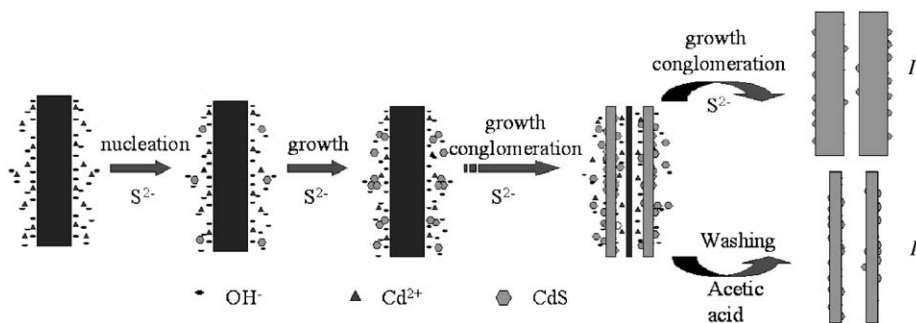 nucleation
S²⁻
growth
S²⁻
growth
conglomeration
S²⁻
growth
conglomeration
S²⁻
I
Washing
Acetic
acid
I
OH⁻
Cd²⁺
CdS